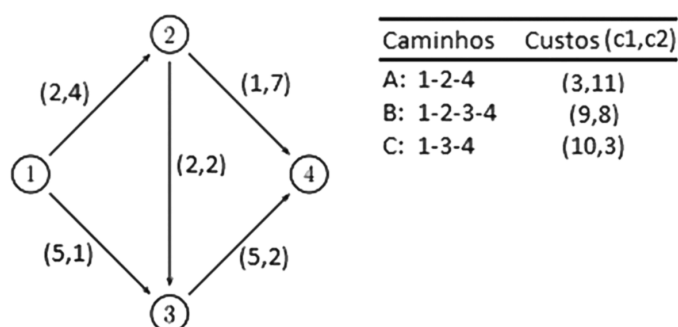 2
(2,4)
(1,7)
1
(2,2)
4
(5,1)
(5,2)
3
Caminhos Custos (c1,c2)
A: 1-2-4 (3,11)
B: 1-2-3-4 (9,8)
C: 1-3-4 (10,3)